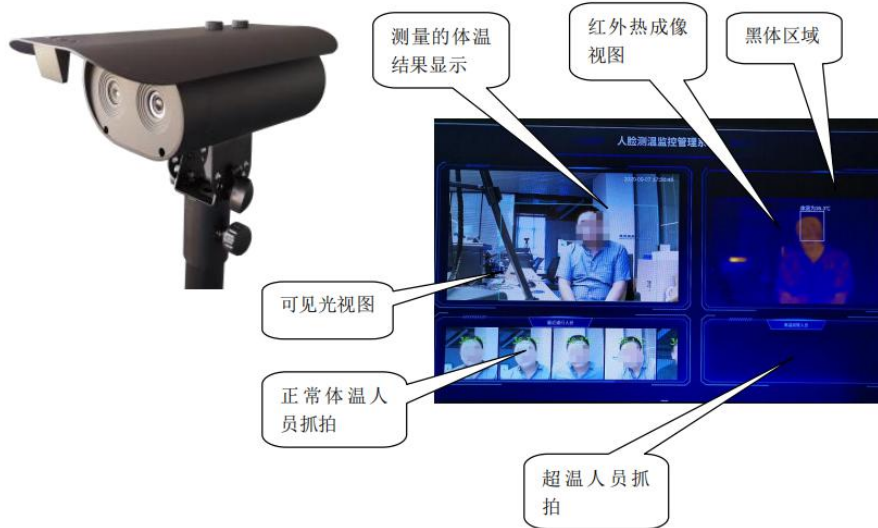 测量的体温
结果显示
红外热成像
视图
黑体区域
人脸测温监控管理系
可见光视图
正常体温人
员抓拍
超温人员抓
拍